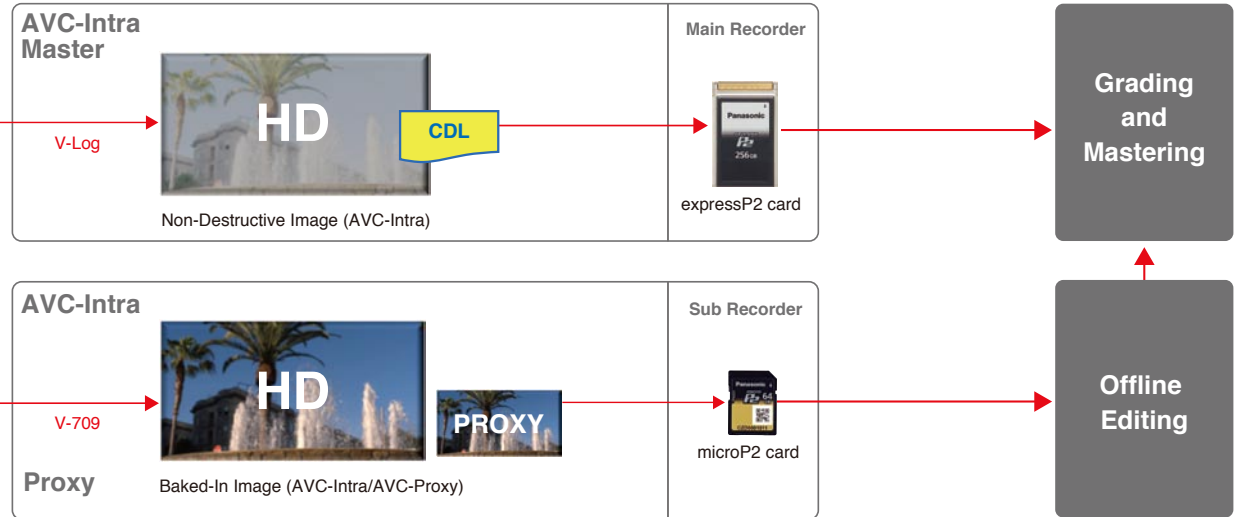 AVC-Intra
Master
V-Log
HD
CDL
Non-Destructive Image (AVC-Intra)
Main Recorder
Panasonic
P2
256GB
expressP2 card
Grading
and
Mastering
AVC-Intra
V-709
HD
PROXY
Proxy
Baked-In Image (AVC-Intra/AVC-Proxy)
Sub Recorder
Panasonic
P2 64
microP2 card
Offline
Editing